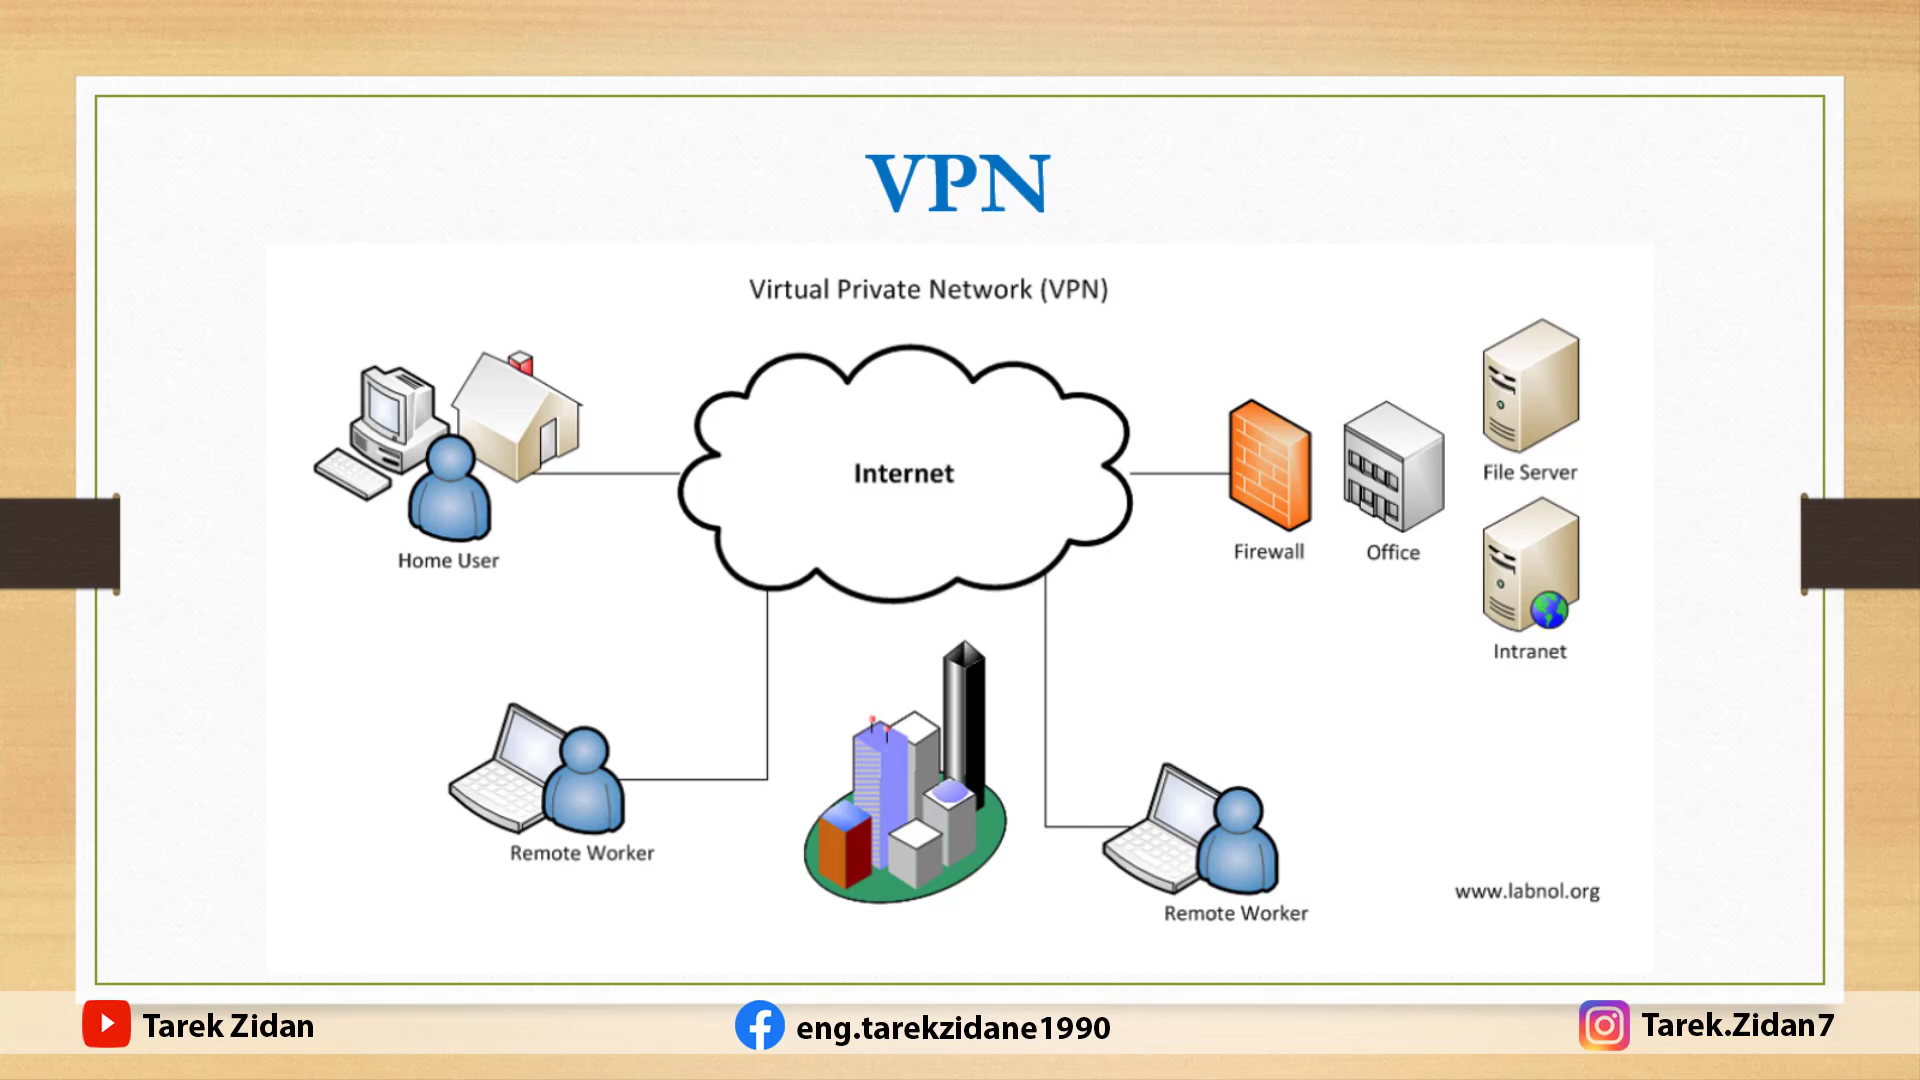 VPN
Virtual Private Network (VPN)
Internet
Home User
Firewall
Office
File Server
Intranet
Remote Worker
Remote Worker
www.labnol.org
Tarek Zidan
eng.tarekzidane1990
Tarek.Zidan7